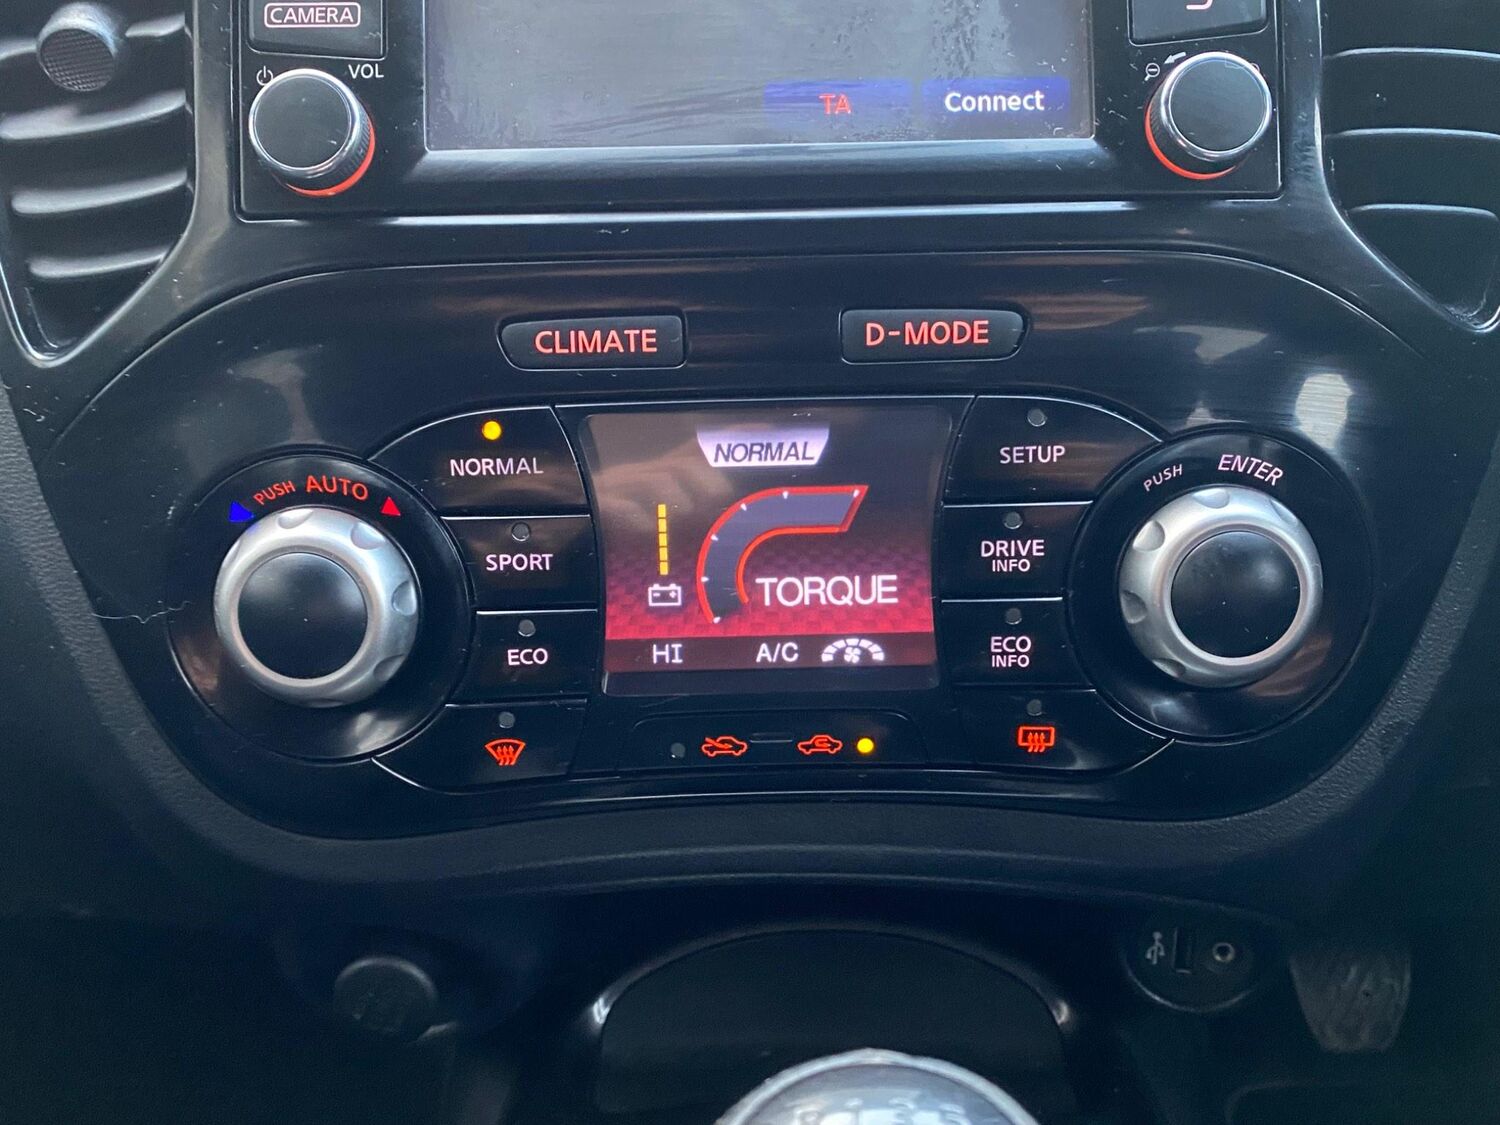 CAMERA
VOL
TA
Connect
CLIMATE
D-MODE
PUSH AUTO
NORMAL
SPORT
ECO
NORMAL
TORQUE
HI
A/C
SETUP
DRIVE
INFO
ECO
INFO
PUSH ENTER